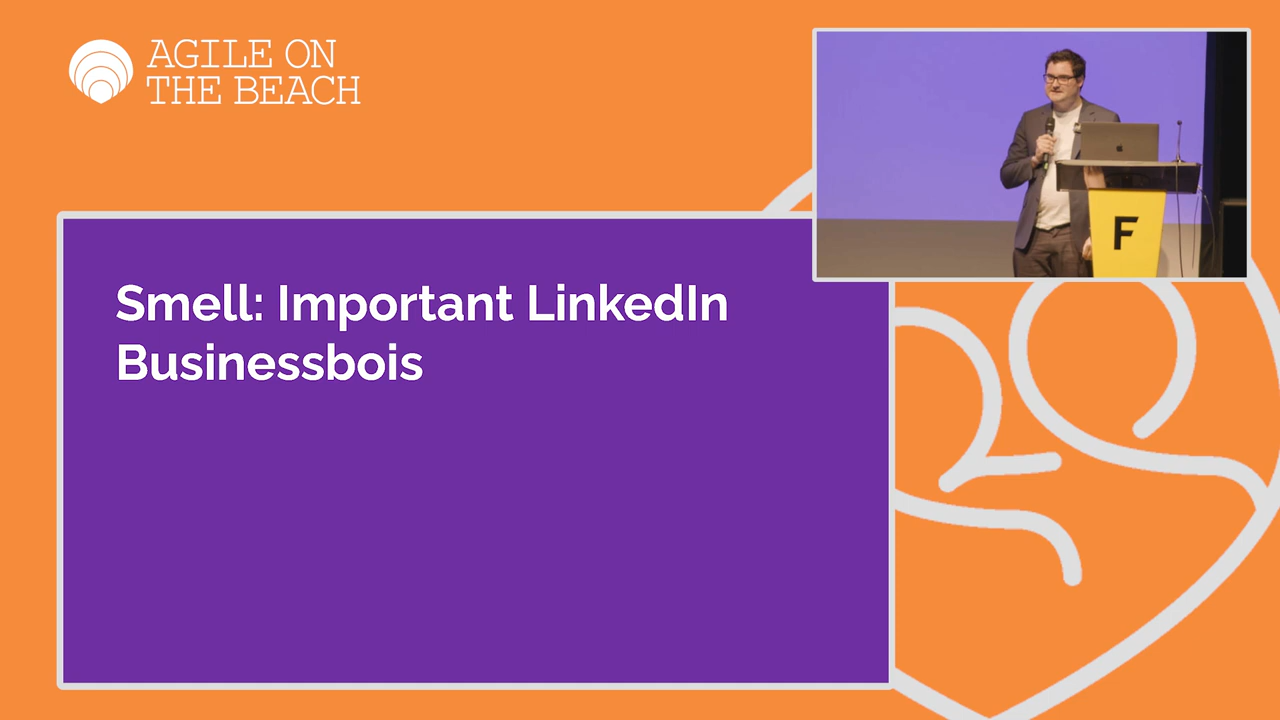 AGILE ON
THE BEACH
F
Smell: Important LinkedIn
Businessbois